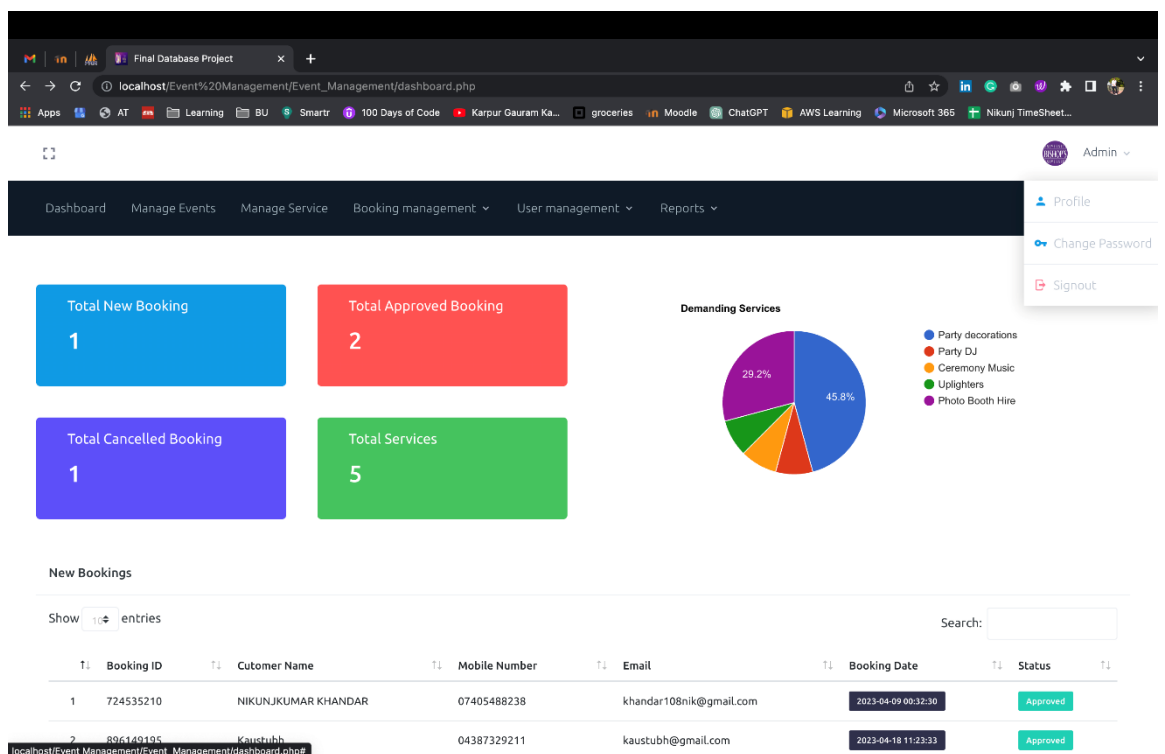 Final Database Project
localhost/Event%20Management/Event_Management/dashboard.php
Apps AT Learning BU Smartr 100 Days of Code Karpur Gauram Ka... groceries Moodle ChatGPT AWS Learning Microsoft 365 Nikunj TimeSheet...
BISHOP'S Admin
Dashboard Manage Events Manage Service Booking management User management Reports
Profile
Change Password
Signout
Total New Booking
1
Total Approved Booking
2
Total Cancelled Booking
1
Total Services
5
Demanding Services
29.2%
45.8%
Party decorations
Party DJ
Ceremony Music
Uplighters
Photo Booth Hire
New Bookings
Show 10 entries
Search:
Booking ID Cutomer Name Mobile Number Email Booking Date Status
1 724535210 NIKUNJKUMAR KHANDAR 07405488238 khandar108nik@gmail.com 2023-04-09 00:32:30 Approved
2 896149195 Kaustubh 04387329211 kaustubh@gmail.com 2023-04-18 11:23:33 Approved
localhost/Event Management/Event_Management/dashboard.php#